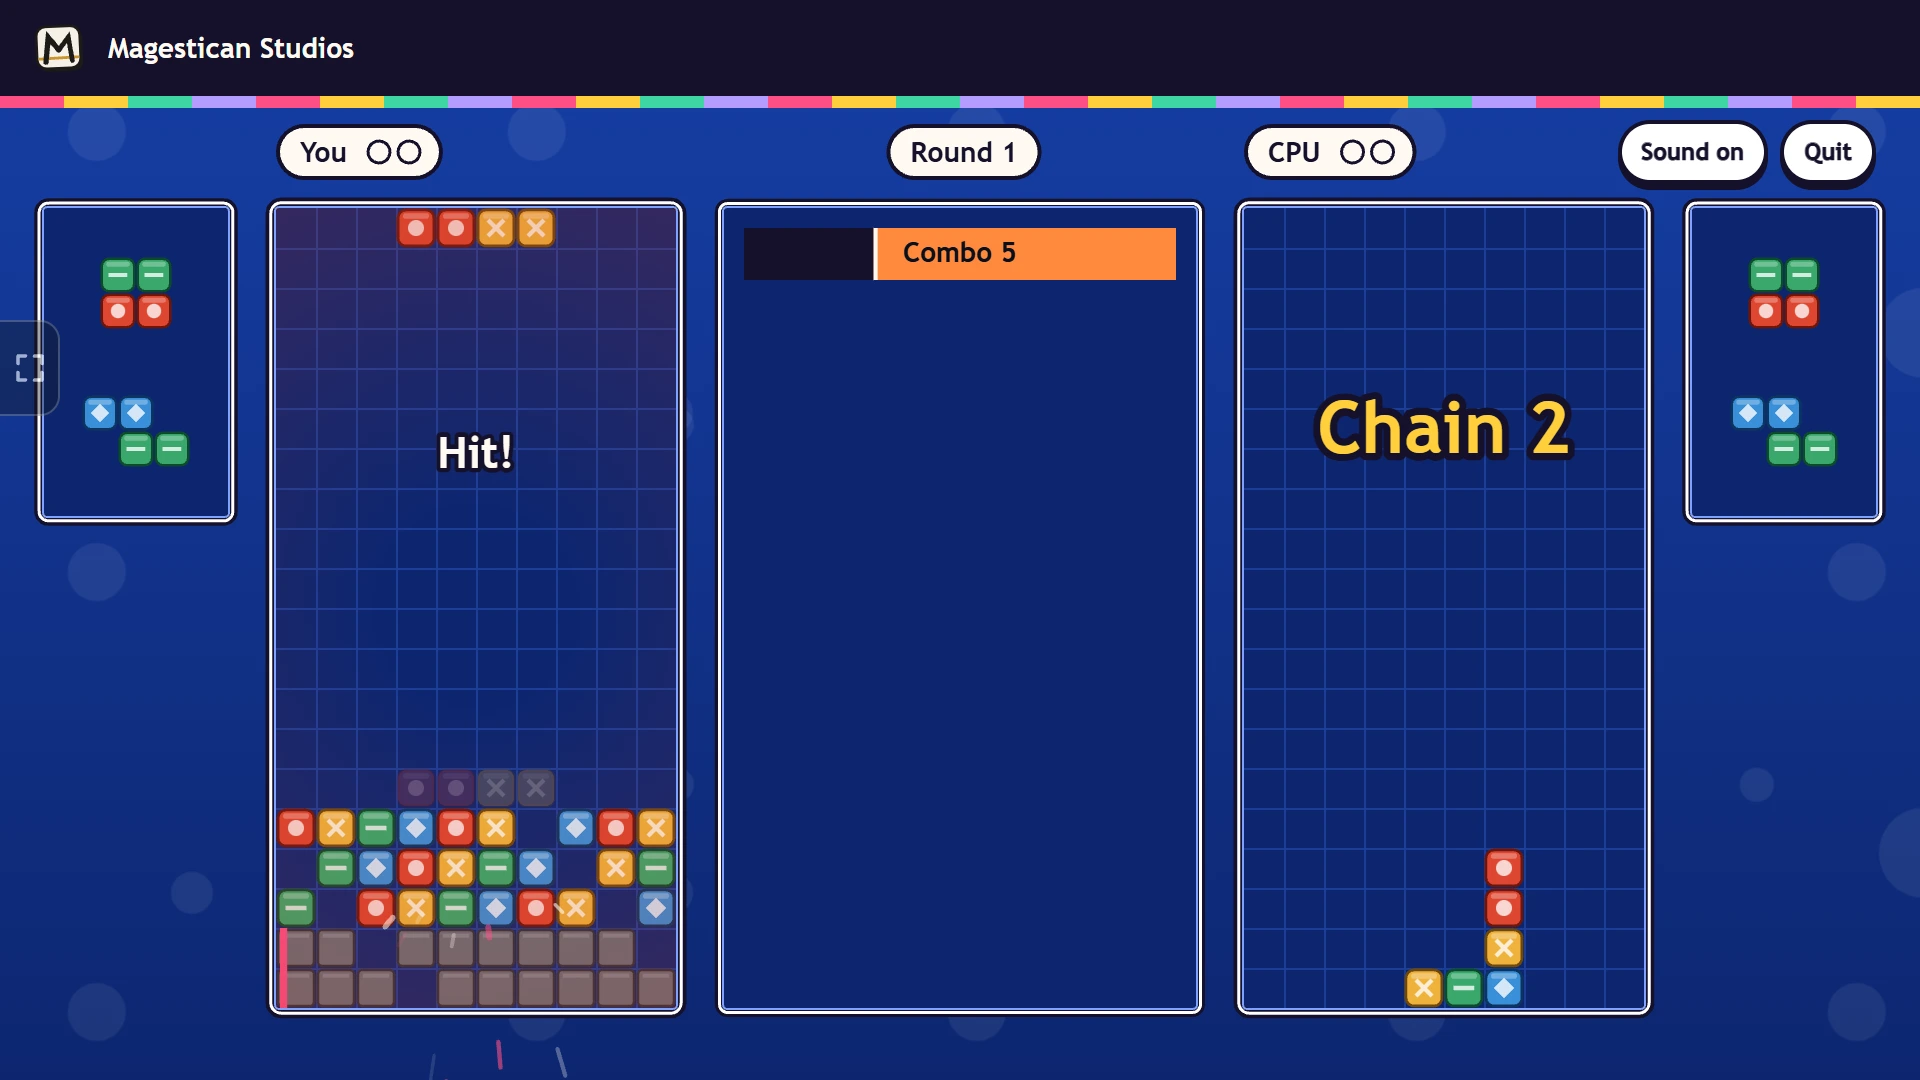 M
Magestican Studios
You
Round 1
CPU
Sound on
Quit
Combo 5
Hit!
Chain 2